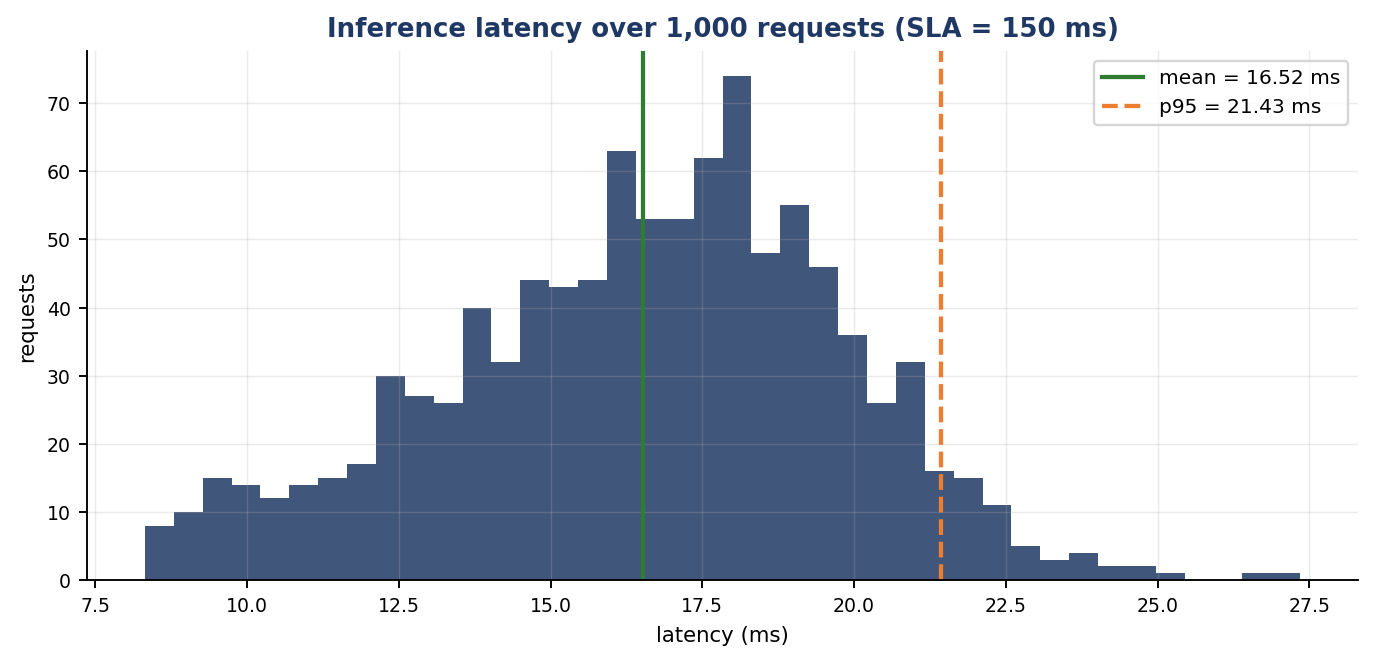 Inference latency over 1,000 requests (SLA = 150 ms)
mean = 16.52 ms
p95 = 21.43 ms
requests
70
60
50
40
30
20
10
0
7.5 10.0 12.5 15.0 17.5 20.0 22.5 25.0 27.5
latency (ms)